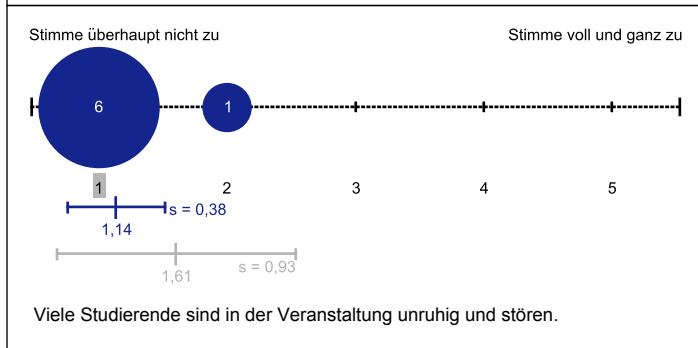 Stimme überhaupt nicht zu Stimme voll und ganz zu
6 1
1 2 3 4 5
s = 0,38
1,14
s = 0,93
1,61
Viele Studierende sind in der Veranstaltung unruhig und stören.